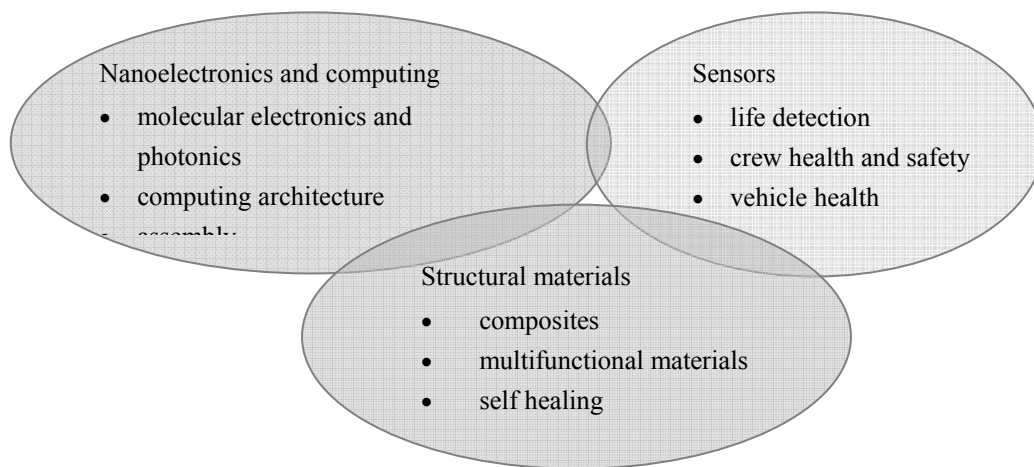 Nanoelectronics and computing
• molecular electronics and
photonics
• computing architecture
• assembly
Sensors
• life detection
• crew health and safety
• vehicle health
Structural materials
• composites
• multifunctional materials
• self healing